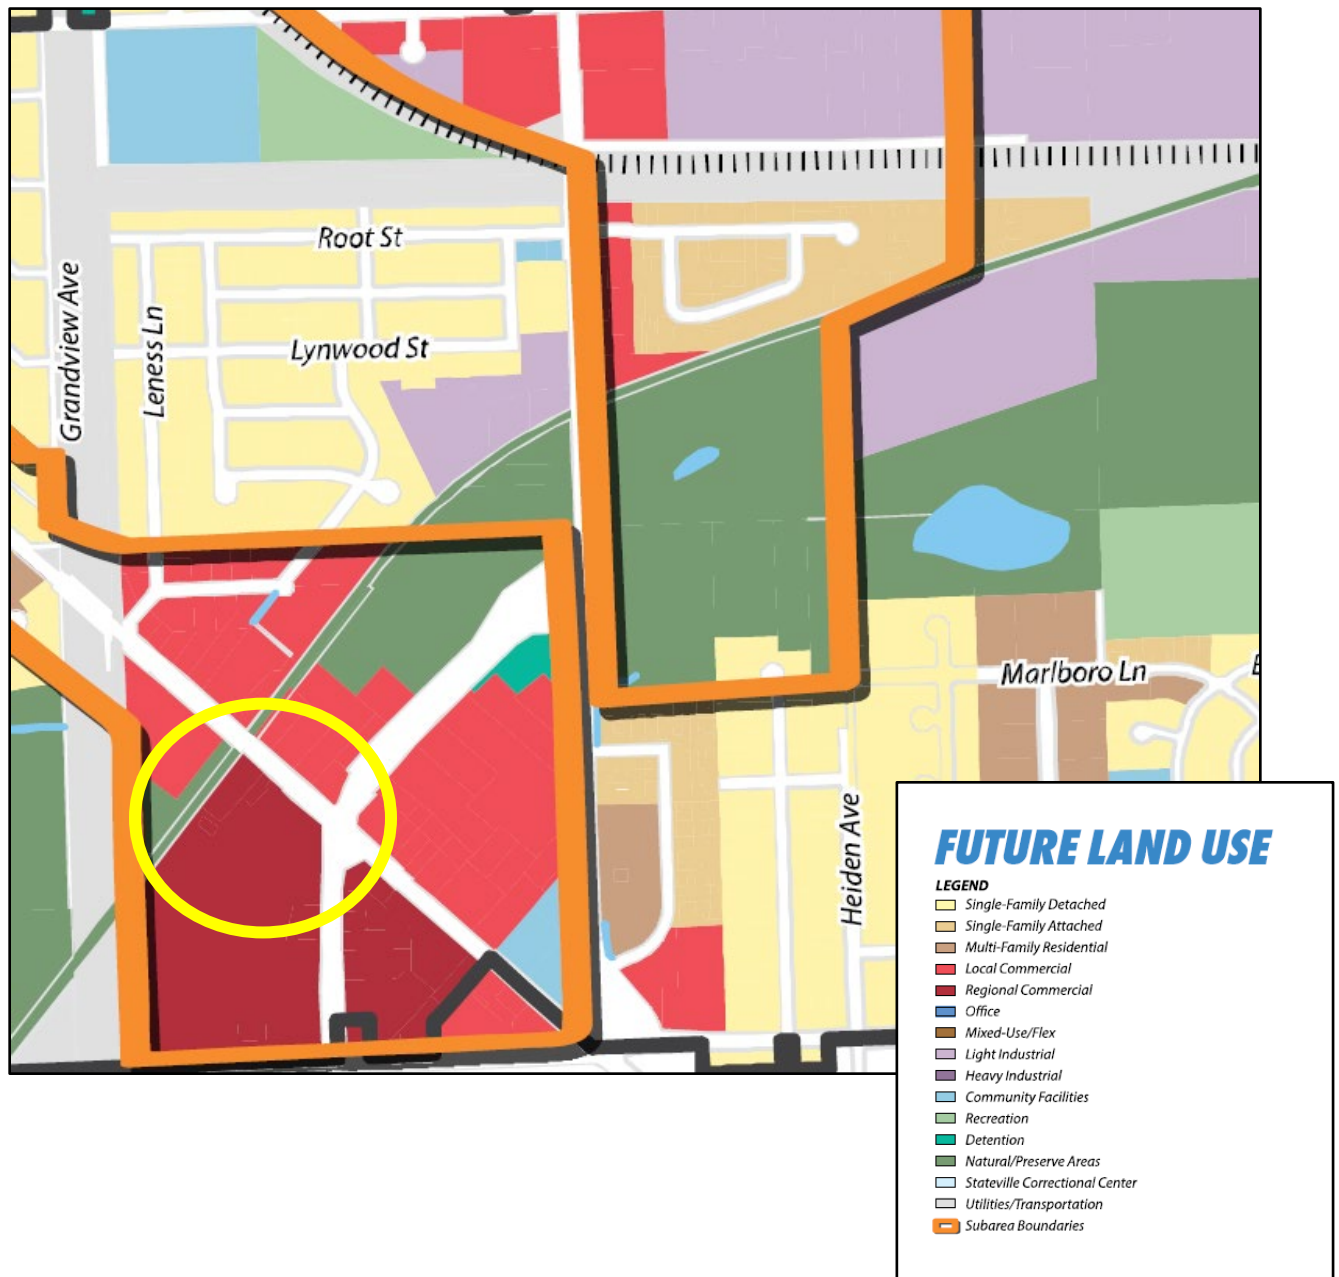 Root St
Grandview Ave
Leness Ln
Lynwood St
Marlboro Ln
Heiden Ave
FUTURE LAND USE
LEGEND
Single-Family Detached
Single-Family Attached
Multi-Family Residential
Local Commercial
Regional Commercial
Office
Mixed-Use/Flex
Light Industrial
Heavy Industrial
Community Facilities
Recreation
Detention
Natural/Preserve Areas
Stateville Correctional Center
Utilities/Transportation
Subarea Boundaries